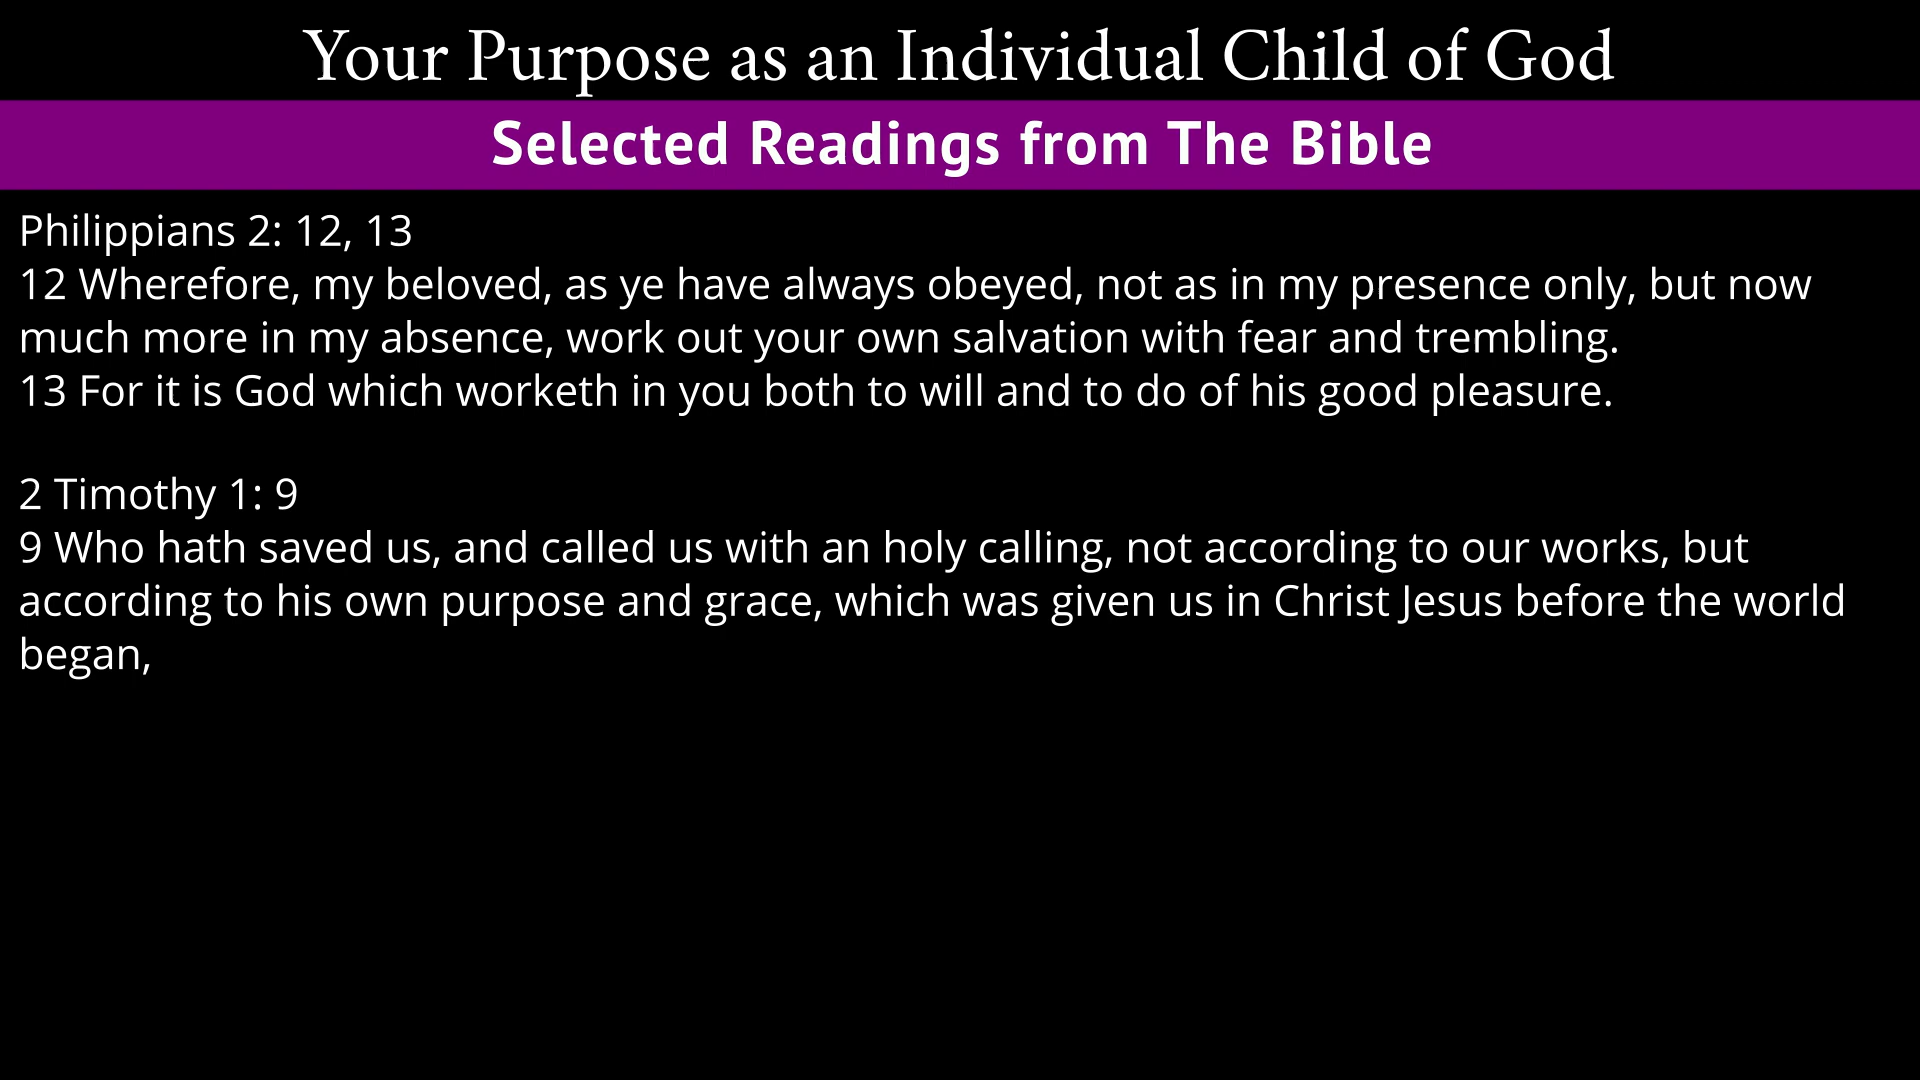 Your Purpose as an Individual Child of God
Selected Readings from The Bible
Philippians 2: 12, 13
12 Wherefore, my beloved, as ye have always obeyed, not as in my presence only, but now
much more in my absence, work out your own salvation with fear and trembling.
13 For it is God which worketh in you both to will and to do of his good pleasure.
2 Timothy 1: 9
9 Who hath saved us, and called us with an holy calling, not according to our works, but
according to his own purpose and grace, which was given us in Christ Jesus before the world
began,